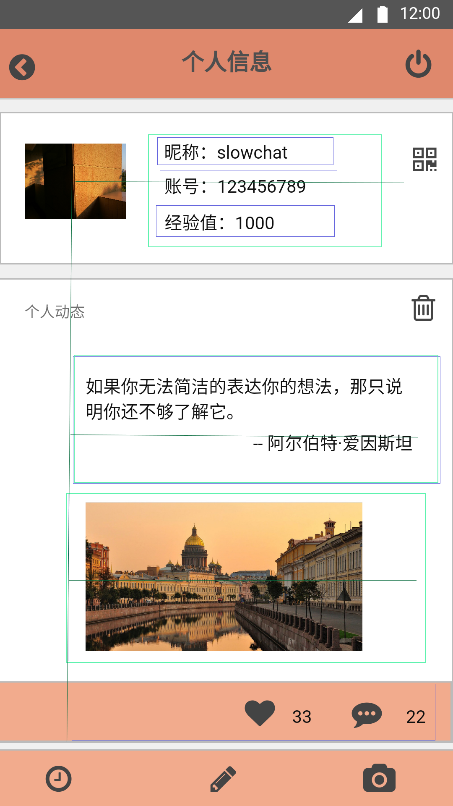 12:00
个人信息
昵称：slowchat
账号：123456789
经验值：1000
个人动态
如果你无法简洁的表达你的想法，那只说
明你还不够了解它。
-- 阿尔伯特·爱因斯坦
33
22